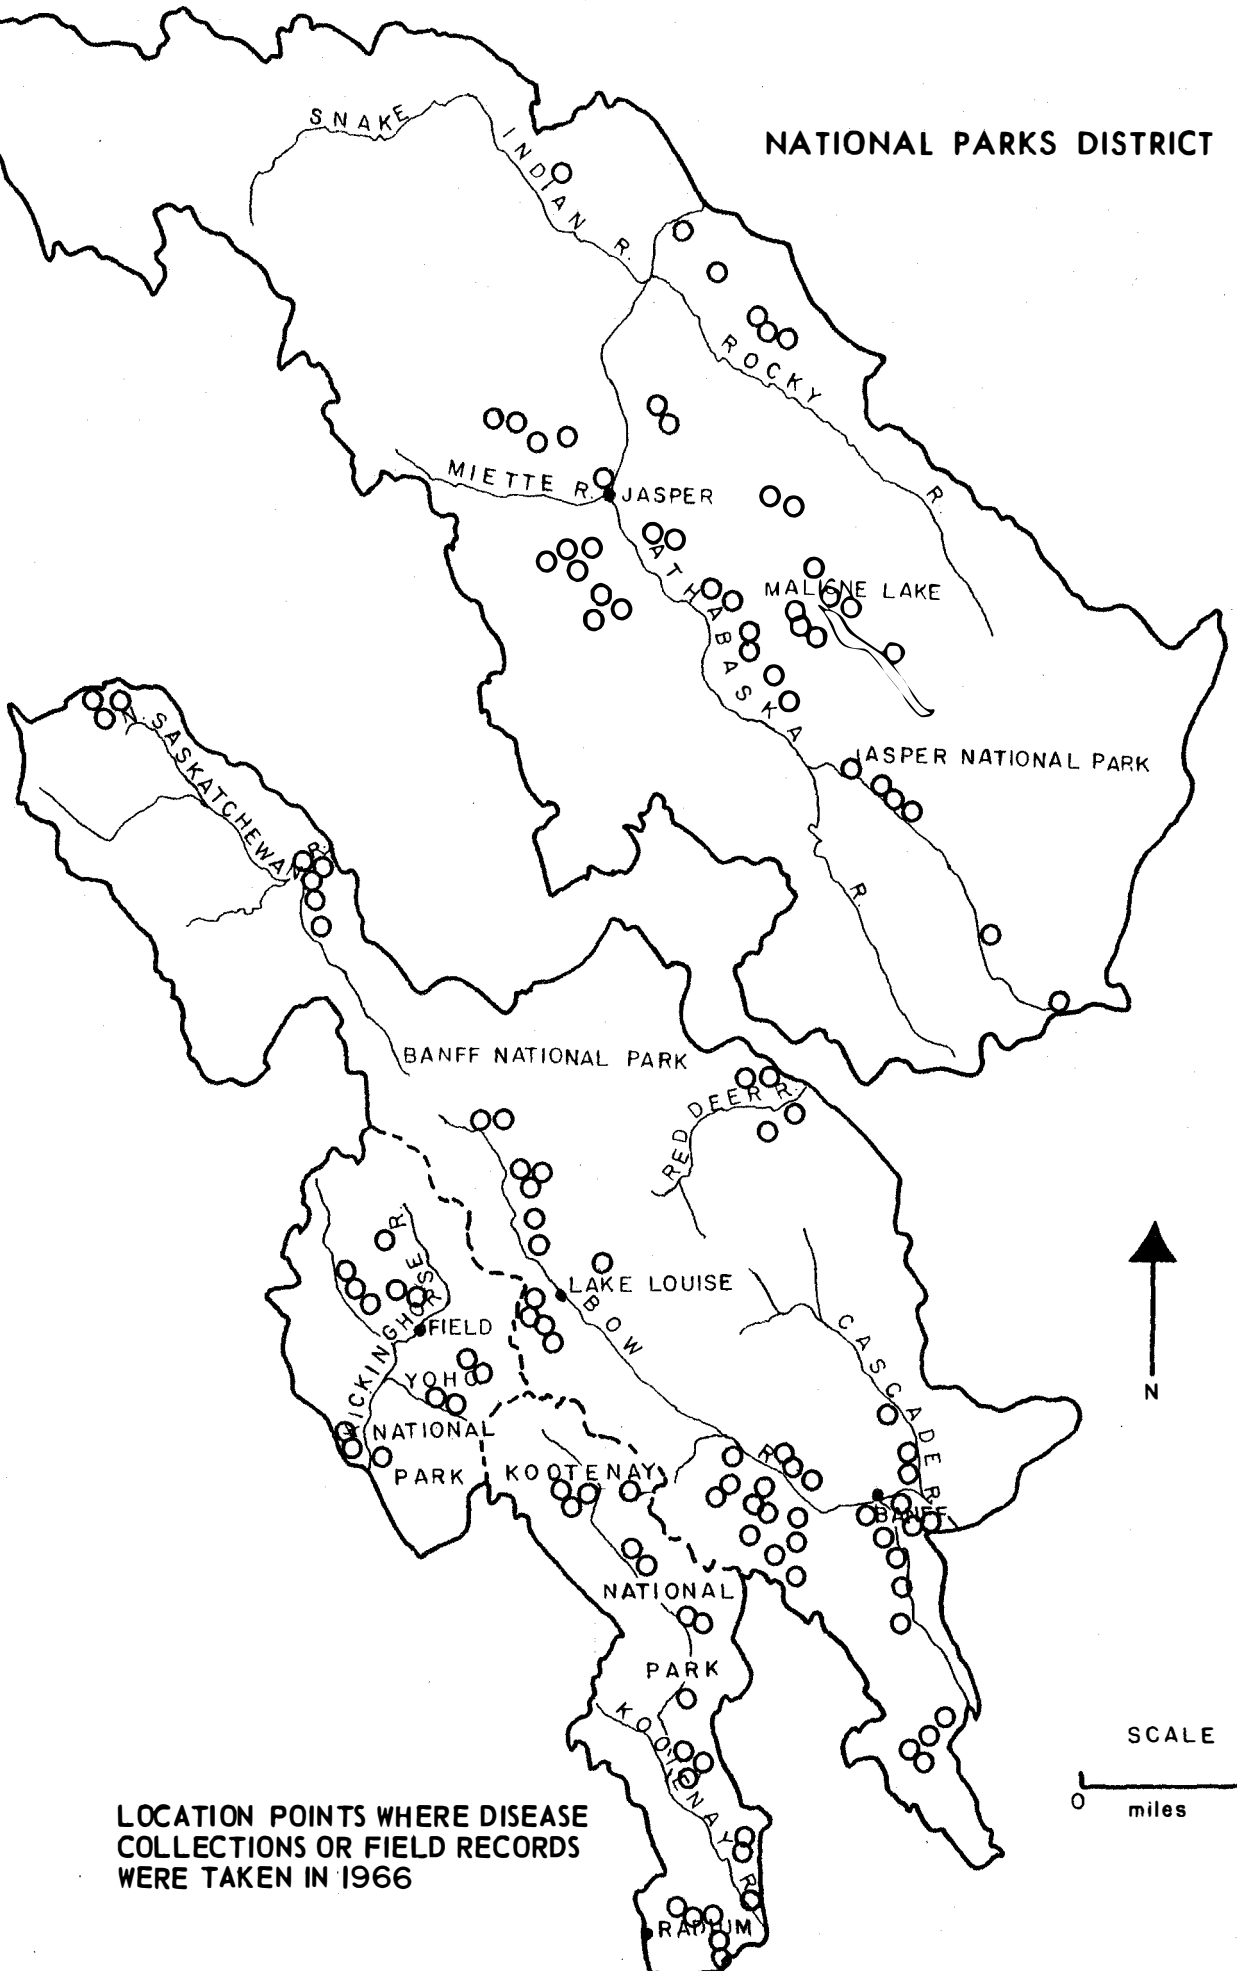 NATIONAL PARKS DISTRICT
SNAKE INDIAN R.
ROCKY R.
MIETTE R.
JASPER
ATHABASKA R.
MALIGNE LAKE
JASPER NATIONAL PARK
N. SASKATCHEWAN R.
BANFF NATIONAL PARK
RED DEER R.
LAKE LOUISE
BOW R.
CASCADE R.
KICKINGHORSE R.
FIELD
YOHO
NATIONAL
PARK
KOOTENAY
NATIONAL
PARK
BANFF
KOOTENAY R.
RADIUM
N
SCALE
0
miles
LOCATION POINTS WHERE DISEASE
COLLECTIONS OR FIELD RECORDS
WERE TAKEN IN 1966